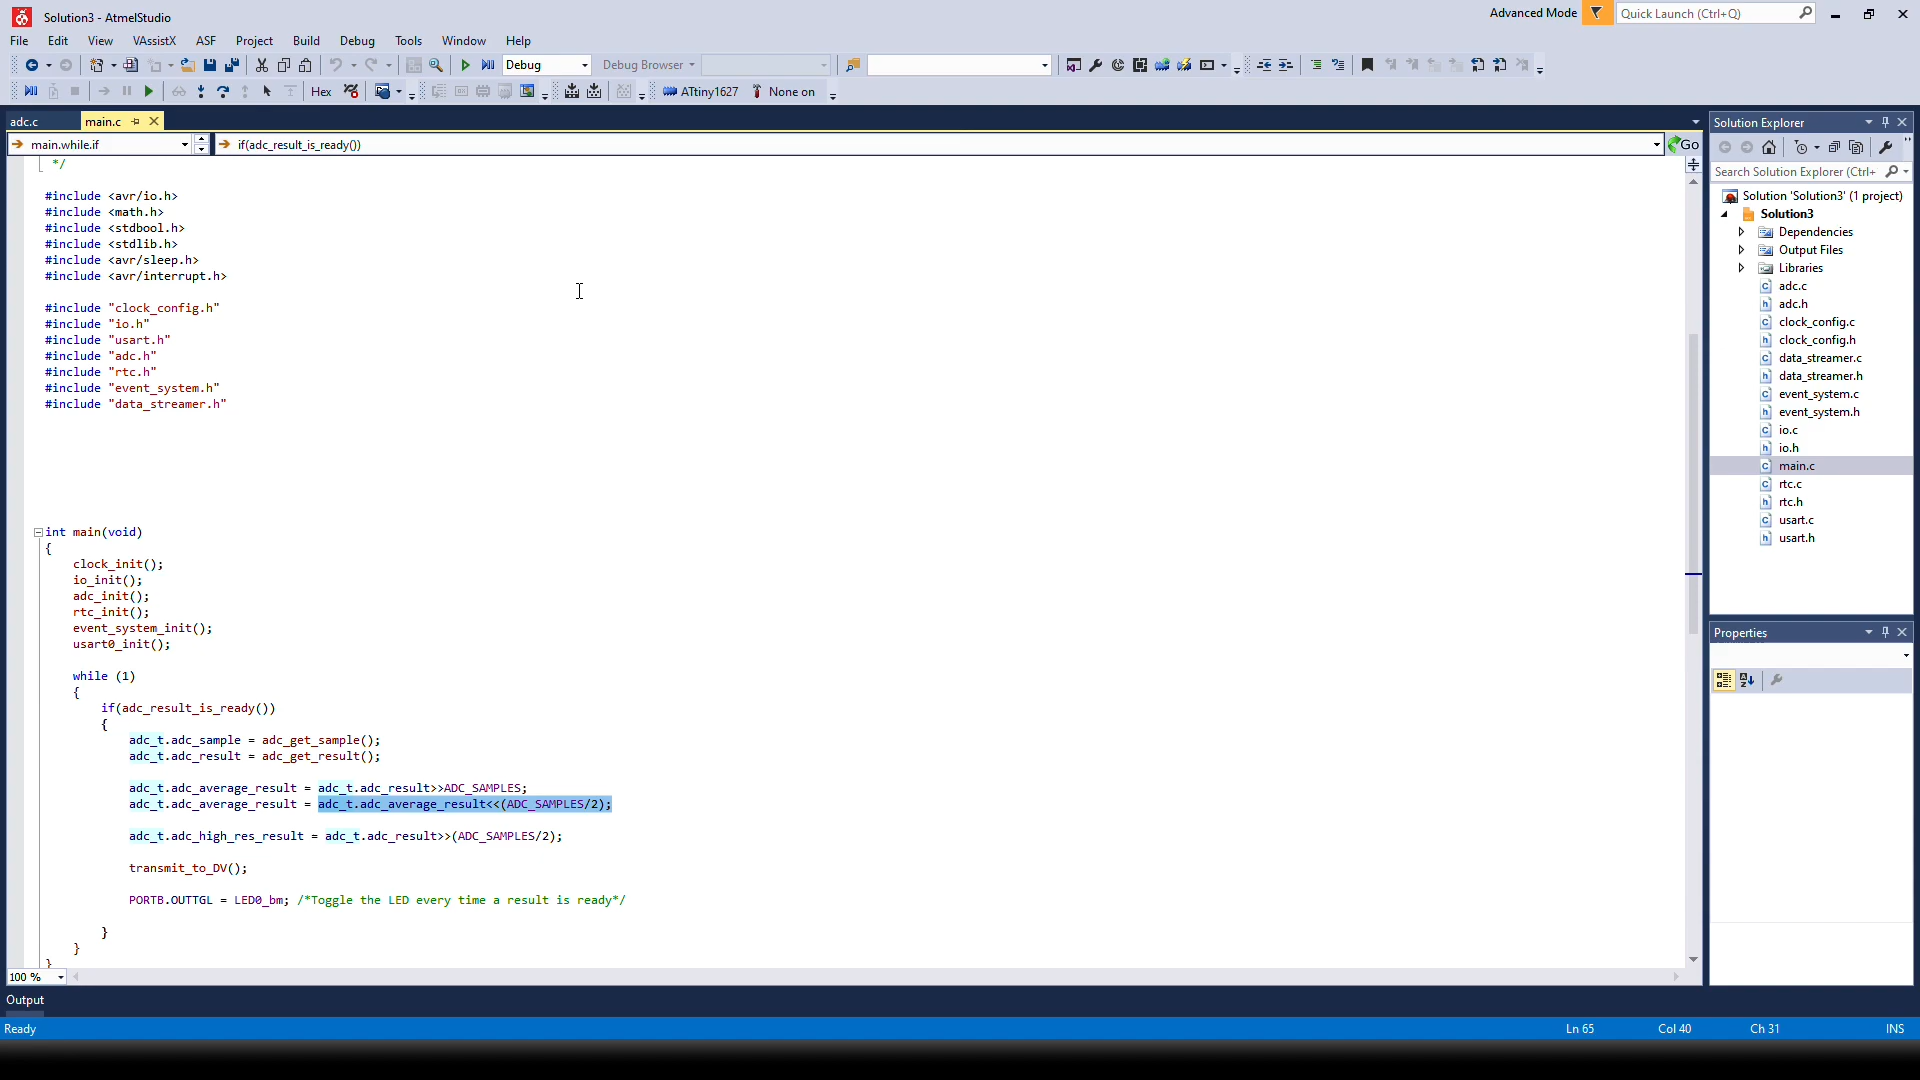 Solution3 - AtmelStudio
Advanced Mode
Quick Launch (Ctrl+Q)
File Edit View VAssistX ASF Project Build Debug Tools Window Help
Debug
Debug Browser
Hex
ATtiny1627
None on
adc.c
main.c
main.while.if
if(adc_result_is_ready())
Go
*/
#include <avr/io.h>
#include <math.h>
#include <stdbool.h>
#include <stdlib.h>
#include <avr/sleep.h>
#include <avr/interrupt.h>
#include "clock_config.h"
#include "io.h"
#include "usart.h"
#include "adc.h"
#include "rtc.h"
#include "event_system.h"
#include "data_streamer.h"
int main(void)
{
clock_init();
io_init();
adc_init();
rtc_init();
event_system_init();
usart0_init();
while (1)
{
if(adc_result_is_ready())
{
adc_t.adc_sample = adc_get_sample();
adc_t.adc_result = adc_get_result();
adc_t.adc_average_result = adc_t.adc_result>>ADC_SAMPLES;
adc_t.adc_average_result = adc_t.adc_average_result<<(ADC_SAMPLES/2);
adc_t.adc_high_res_result = adc_t.adc_result>>(ADC_SAMPLES/2);
transmit_to_DV();
PORTB.OUTTGL = LED0_bm; /*Toggle the LED every time a result is ready*/
}
}
}
100 %
Solution Explorer
Search Solution Explorer (Ctrl+
Solution 'Solution3' (1 project)
Solution3
Dependencies
Output Files
Libraries
adc.c
adc.h
clock_config.c
clock_config.h
data_streamer.c
data_streamer.h
event_system.c
event_system.h
io.c
io.h
main.c
rtc.c
rtc.h
usart.c
usart.h
Properties
Output
Ready
Ln 65
Col 40
Ch 31
INS